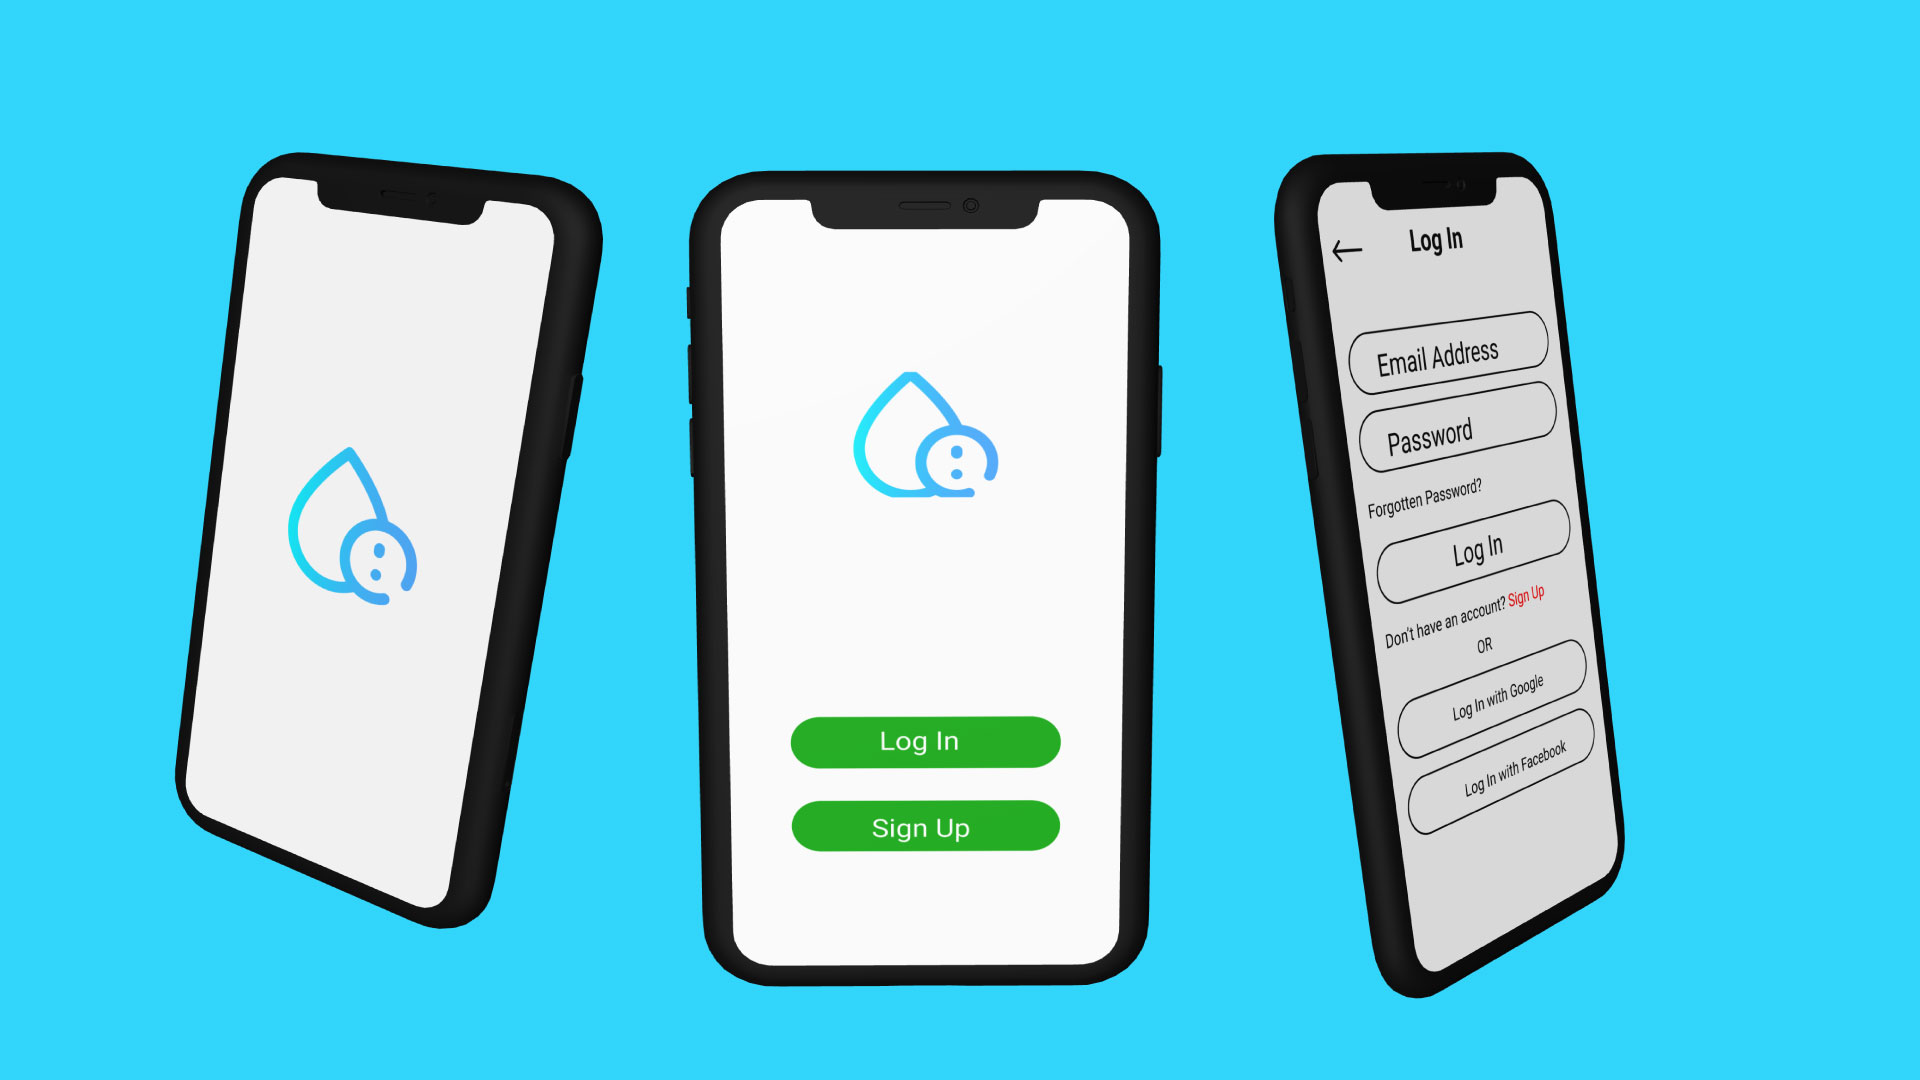 Log In
Sign Up
Log In
Email Address
Password
Forgotten Password?
Log In
Don't have an account? Sign Up
OR
Log In with Google
Log In with Facebook